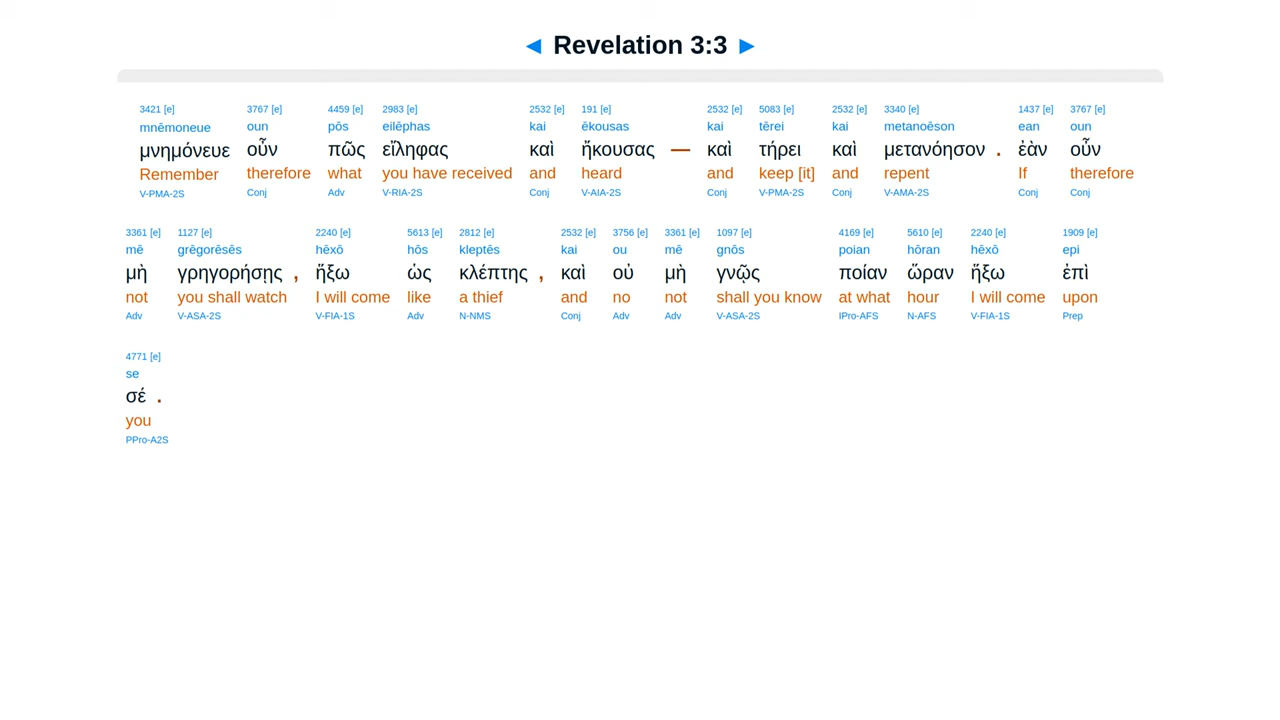 ◄ Revelation 3:3 ►
3421 [e] 3767 [e] 4459 [e] 2983 [e] 2532 [e] 191 [e] 2532 [e] 5083 [e] 2532 [e] 3340 [e] 1437 [e] 3767 [e]
mnēmoneue oun pōs eilēphas kai ēkousas kai tērei kai metanoēson ean oun
μνημόνευε οὖν πῶς εἴληφας καὶ ἤκουσας — καὶ τήρει καὶ μετανόησον . ἐὰν οὖν
Remember therefore what you have received and heard and keep [it] and repent If therefore
V-PMA-2S Conj Adv V-RIA-2S Conj V-AIA-2S Conj V-PMA-2S Conj V-AMA-2S Conj Conj
3361 [e] 1127 [e] 2240 [e] 5613 [e] 2812 [e] 2532 [e] 3756 [e] 3361 [e] 1097 [e] 4169 [e] 5610 [e] 2240 [e] 1909 [e]
mē grēgorēsēs hēxō hōs kleptēs kai ou mē gnōs poian hōran hēxō epi
μὴ γρηγορήσῃς , ἥξω ὡς κλέπτης , καὶ οὐ μὴ γνῷς ποίαν ὥραν ἥξω ἐπὶ
not you shall watch I will come like a thief and no not shall you know at what hour I will come upon
Adv V-ASA-2S V-FIA-1S Adv N-NMS Conj Adv Adv V-ASA-2S IPro-AFS N-AFS V-FIA-1S Prep
4771 [e]
se
σέ .
you
PPro-A2S